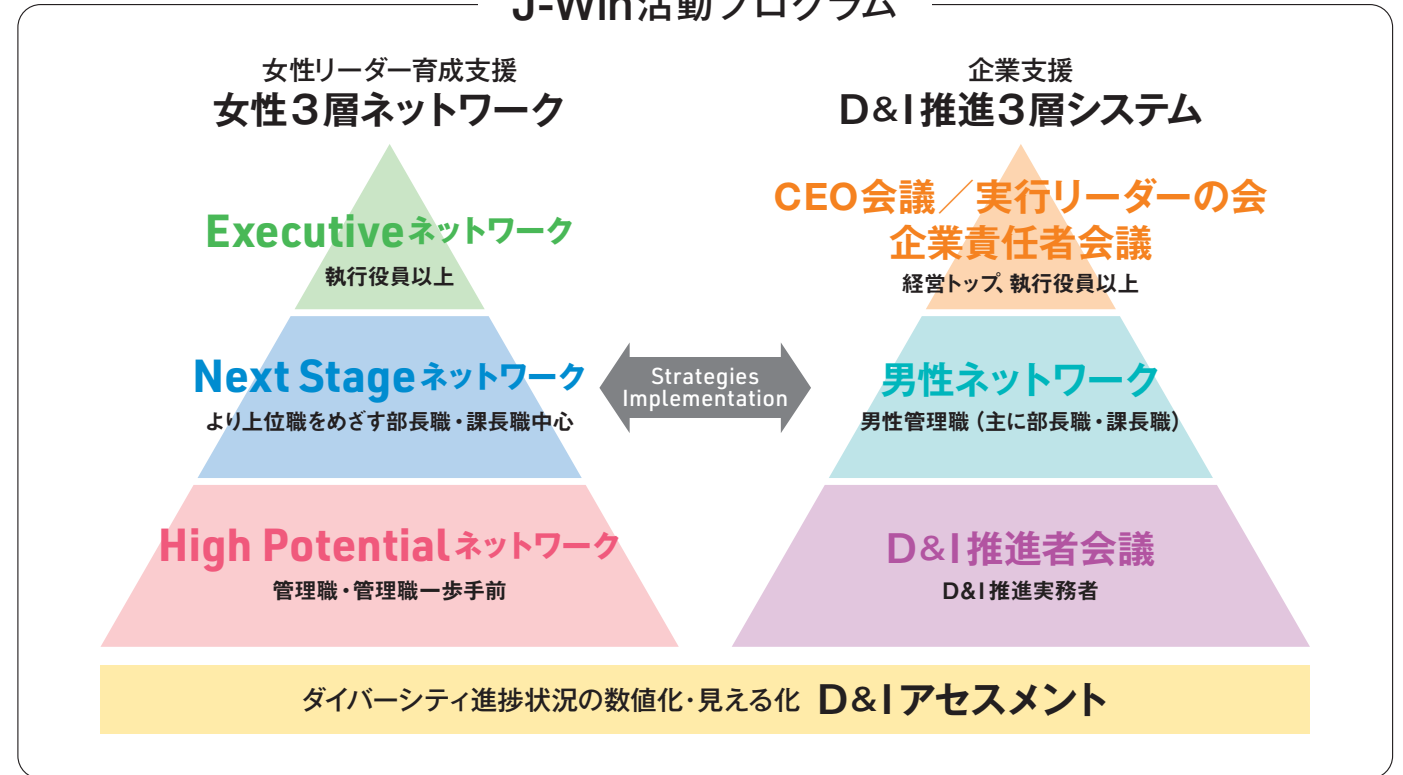 J-Win活動プログラム
女性リーダー育成支援
女性3層ネットワーク
Executiveネットワーク
執行役員以上
Next Stageネットワーク
より上位職をめざす部長職・課長職中心
High Potentialネットワーク
管理職・管理職一歩手前
Strategies
Implementation
企業支援
D&I推進3層システム
CEO会議／実行リーダーの会
企業責任者会議
経営トップ、執行役員以上
男性ネットワーク
男性管理職（主に部長職・課長職）
D&I推進者会議
D&I推進実務者
ダイバーシティ進捗状況の数値化・見える化 D&Iアセスメント